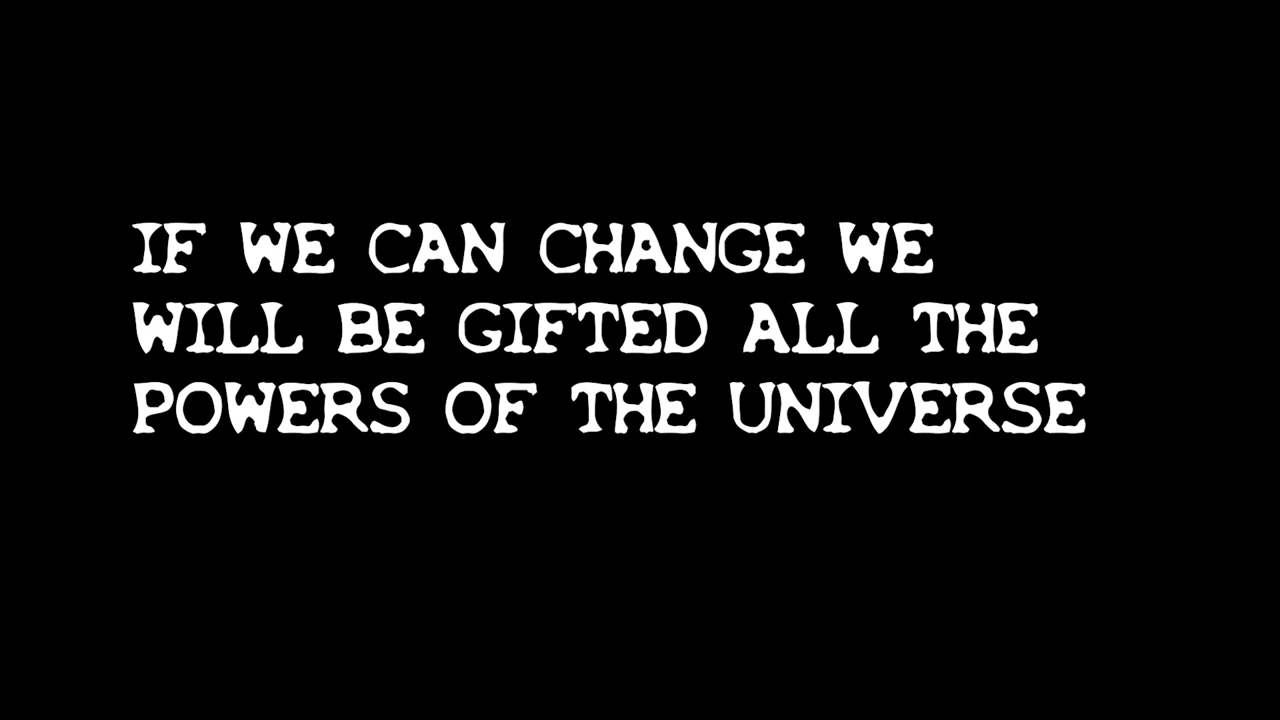 IF WE CAN CHANGE WE
WILL BE GIFTED ALL THE
POWERS OF THE UNIVERSE